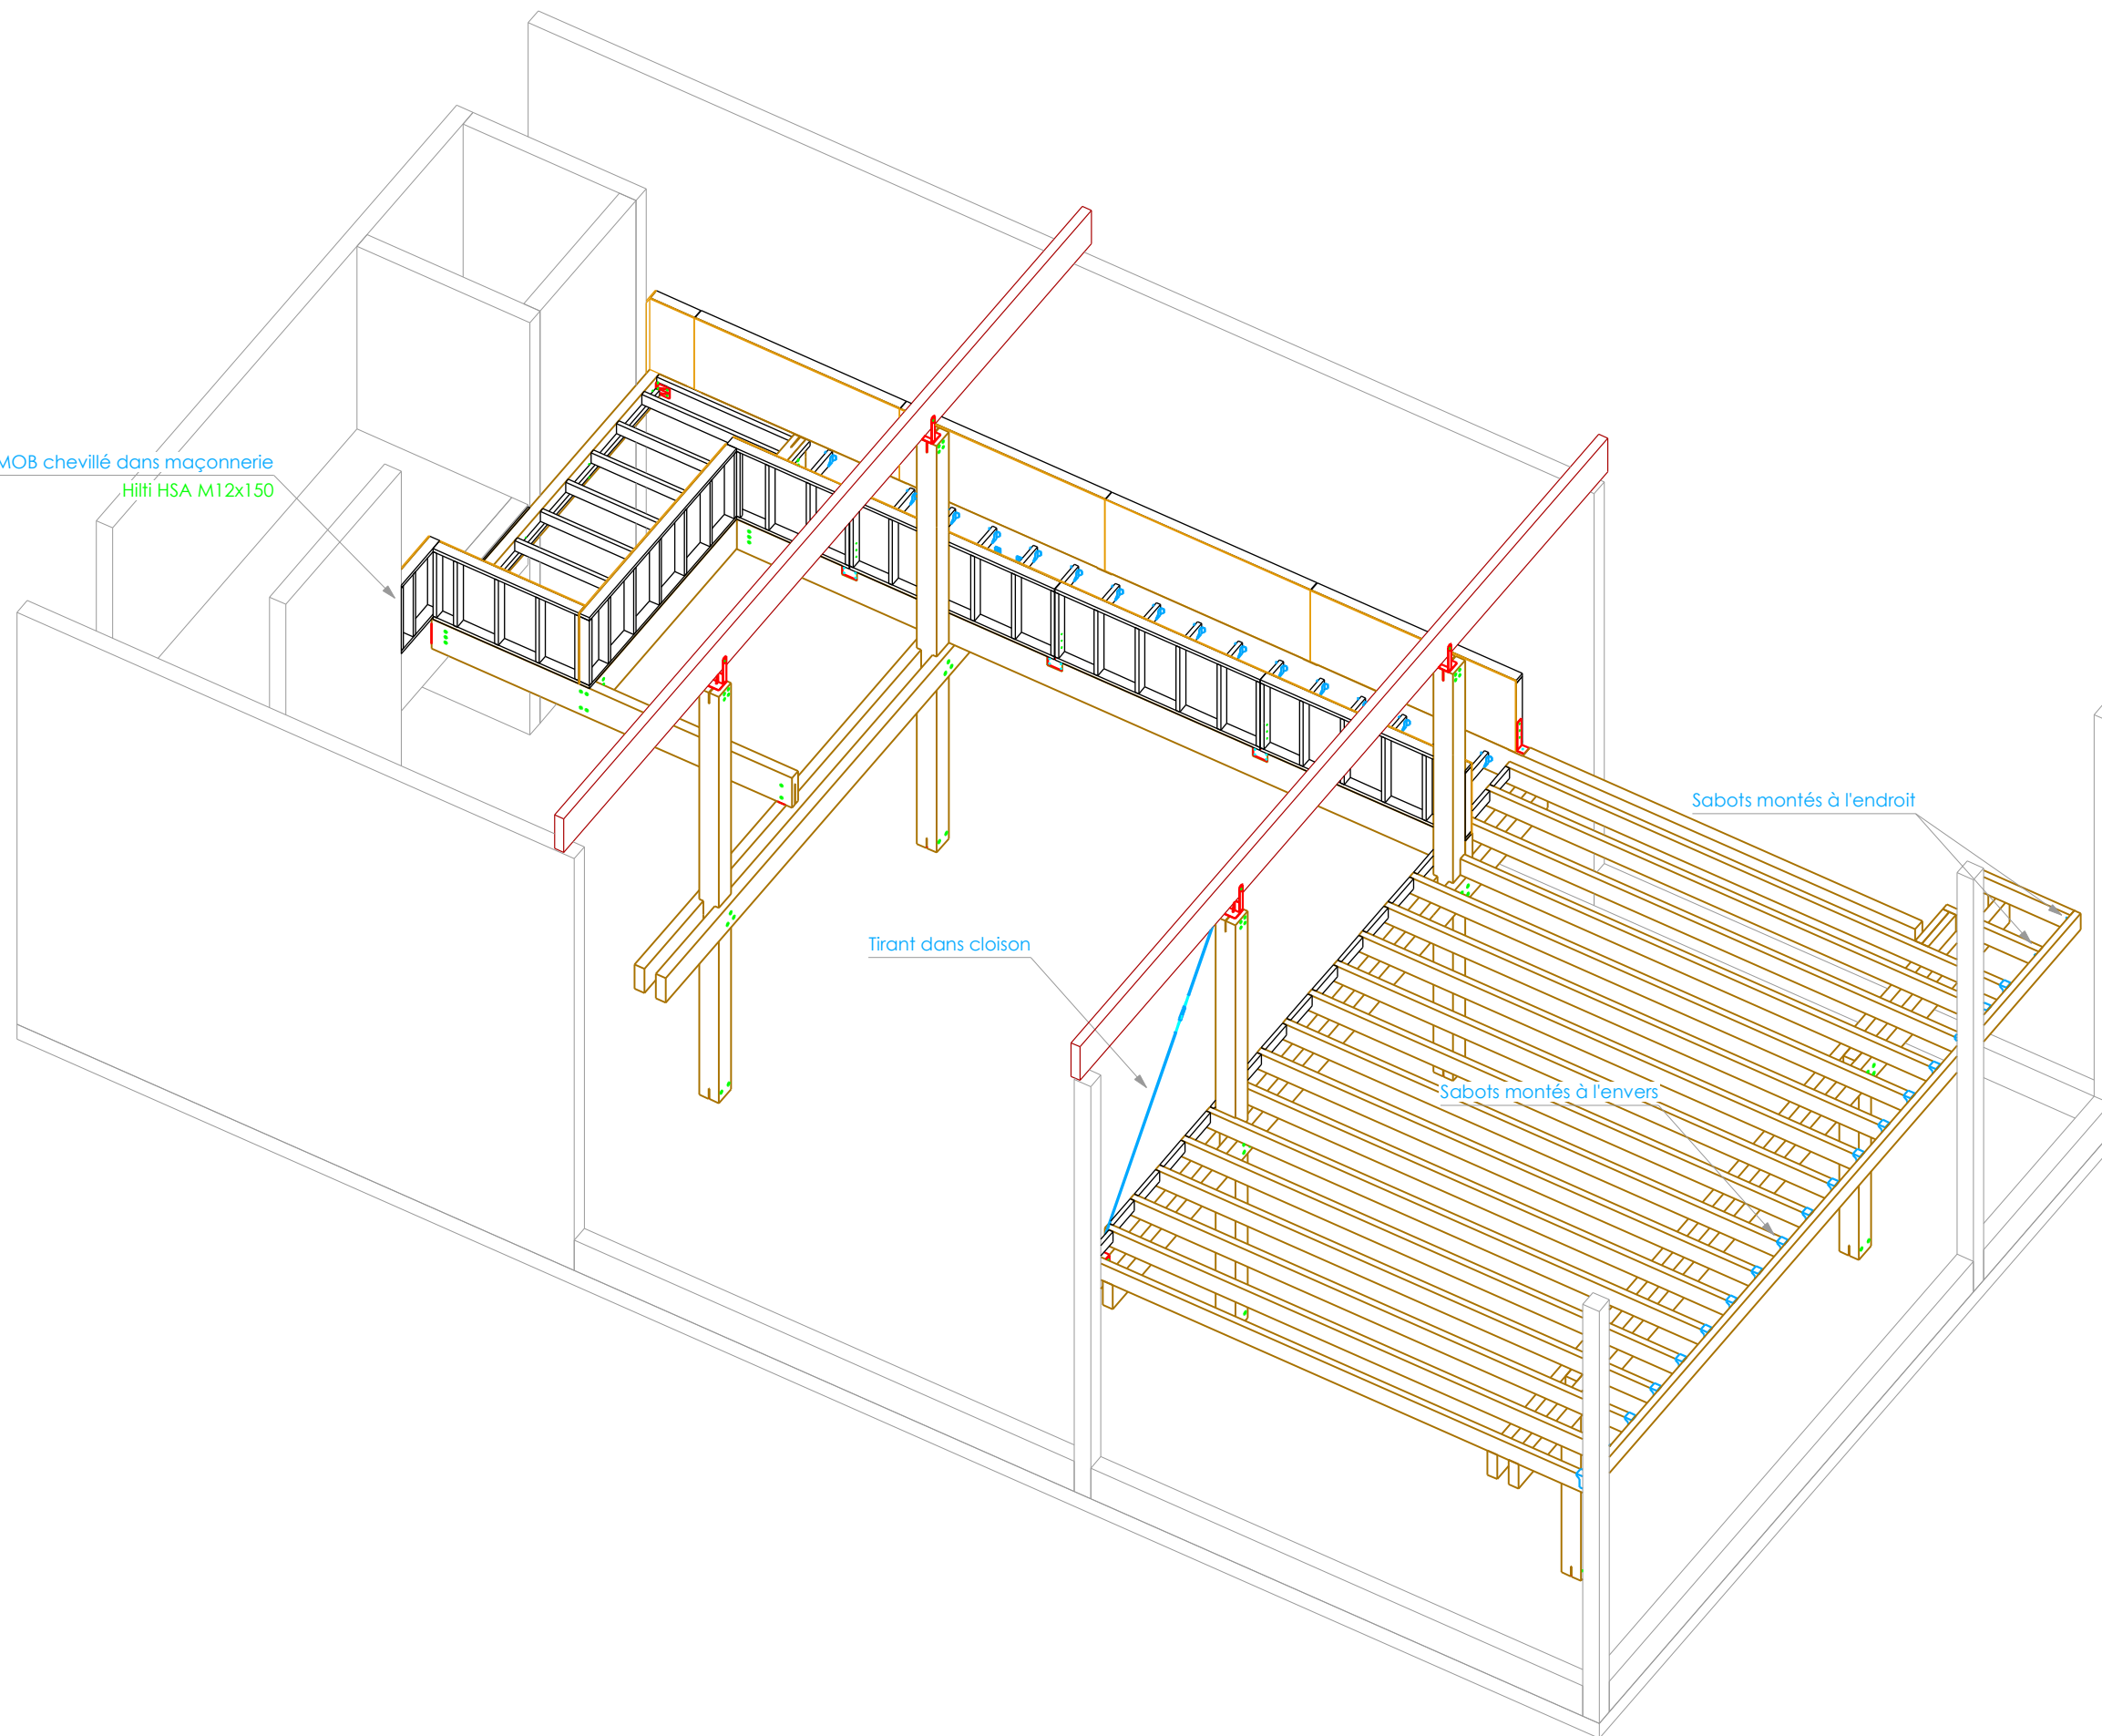 MOB chevillé dans maçonnerie
Hilti HSA M12x150
Sabots montés à l'endroit
Tirant dans cloison
Sabots montés à l'envers